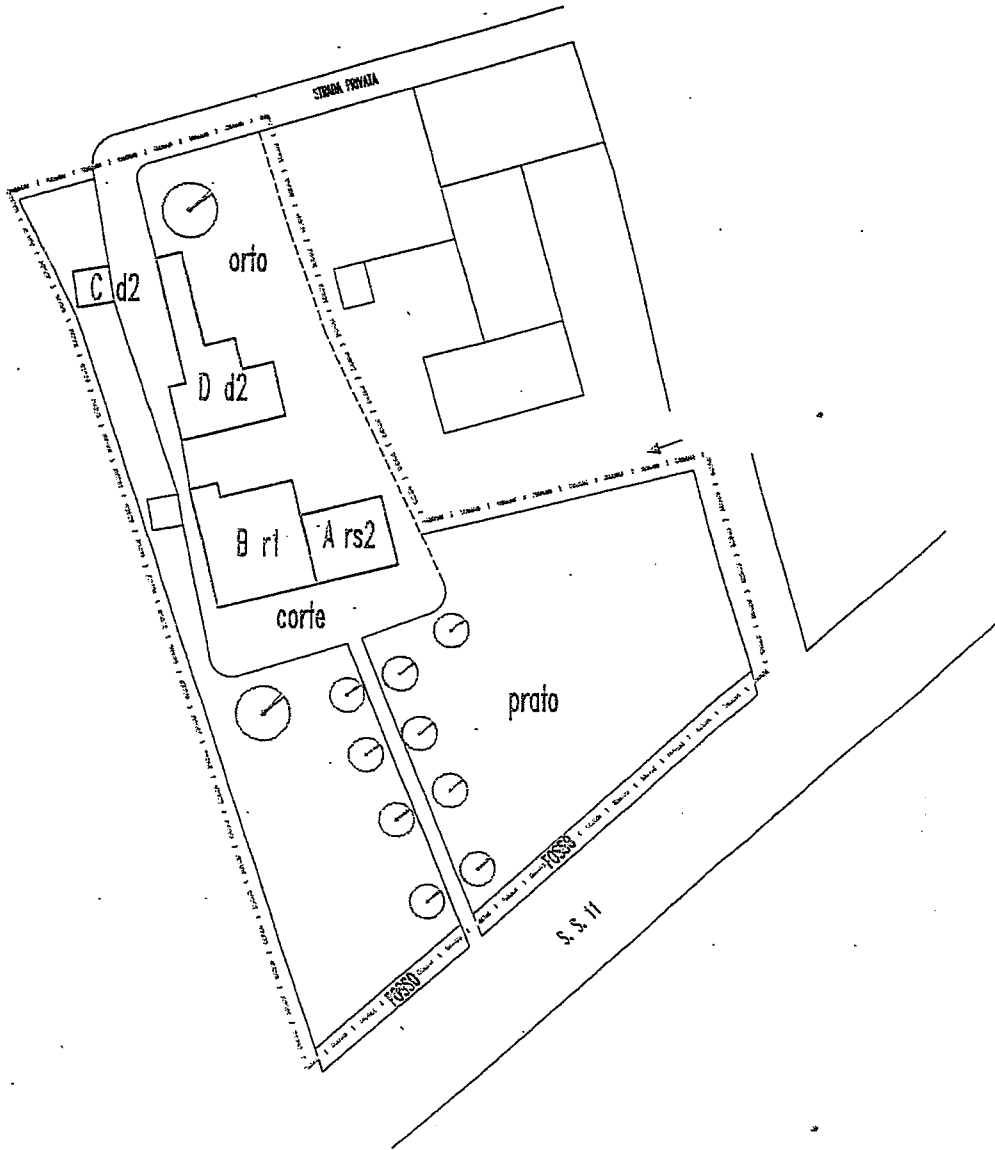 STRADA PRIVATA
orto
C d2
D d2
B r1
A rs2
corte
prato
FOSSO
S. S. 11
FOSSO